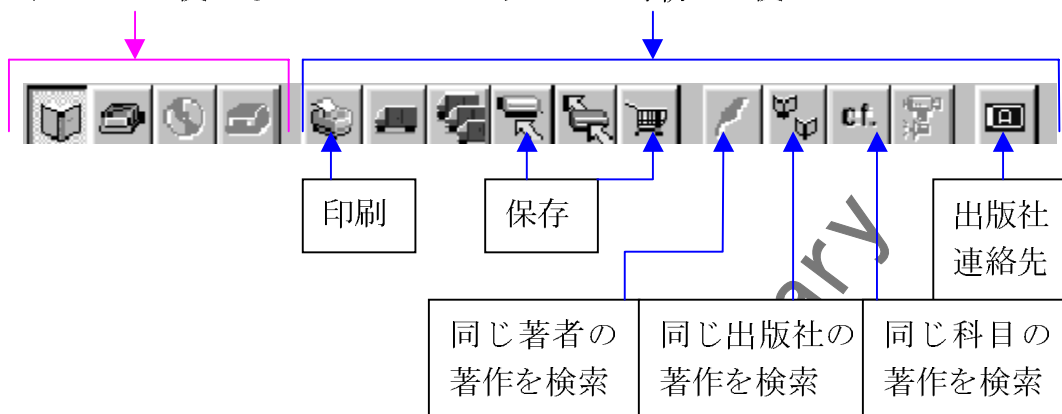 cf.
印刷
保存
出版社
連絡先
同じ著者の
著作を検索
同じ出版社の
著作を検索
同じ科目の
著作を検索